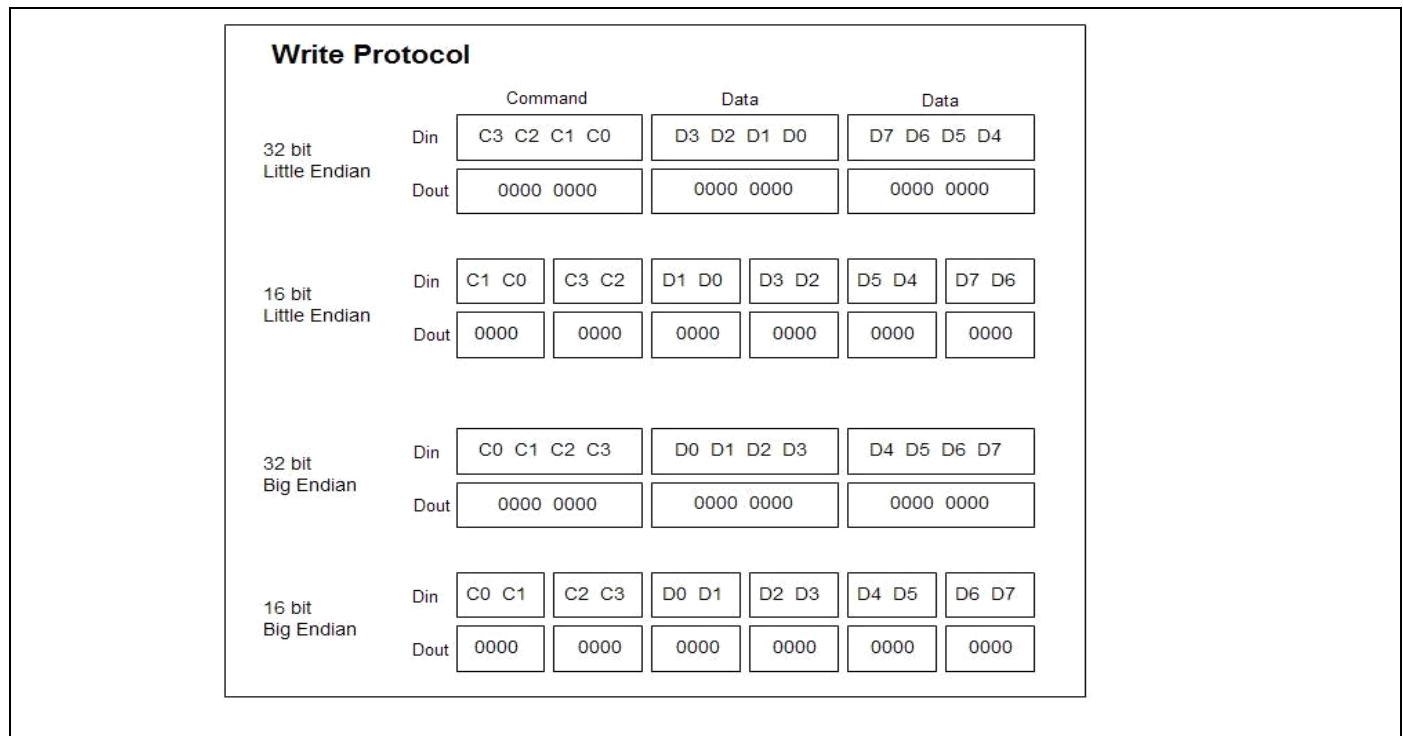 Write Protocol
Command Data Data
32 bit
Little Endian
Din C3 C2 C1 C0 D3 D2 D1 D0 D7 D6 D5 D4
Dout 0000 0000 0000 0000 0000 0000
16 bit
Little Endian
Din C1 C0 C3 C2 D1 D0 D3 D2 D5 D4 D7 D6
Dout 0000 0000 0000 0000 0000 0000
32 bit
Big Endian
Din C0 C1 C2 C3 D0 D1 D2 D3 D4 D5 D6 D7
Dout 0000 0000 0000 0000 0000 0000
16 bit
Big Endian
Din C0 C1 C2 C3 D0 D1 D2 D3 D4 D5 D6 D7
Dout 0000 0000 0000 0000 0000 0000